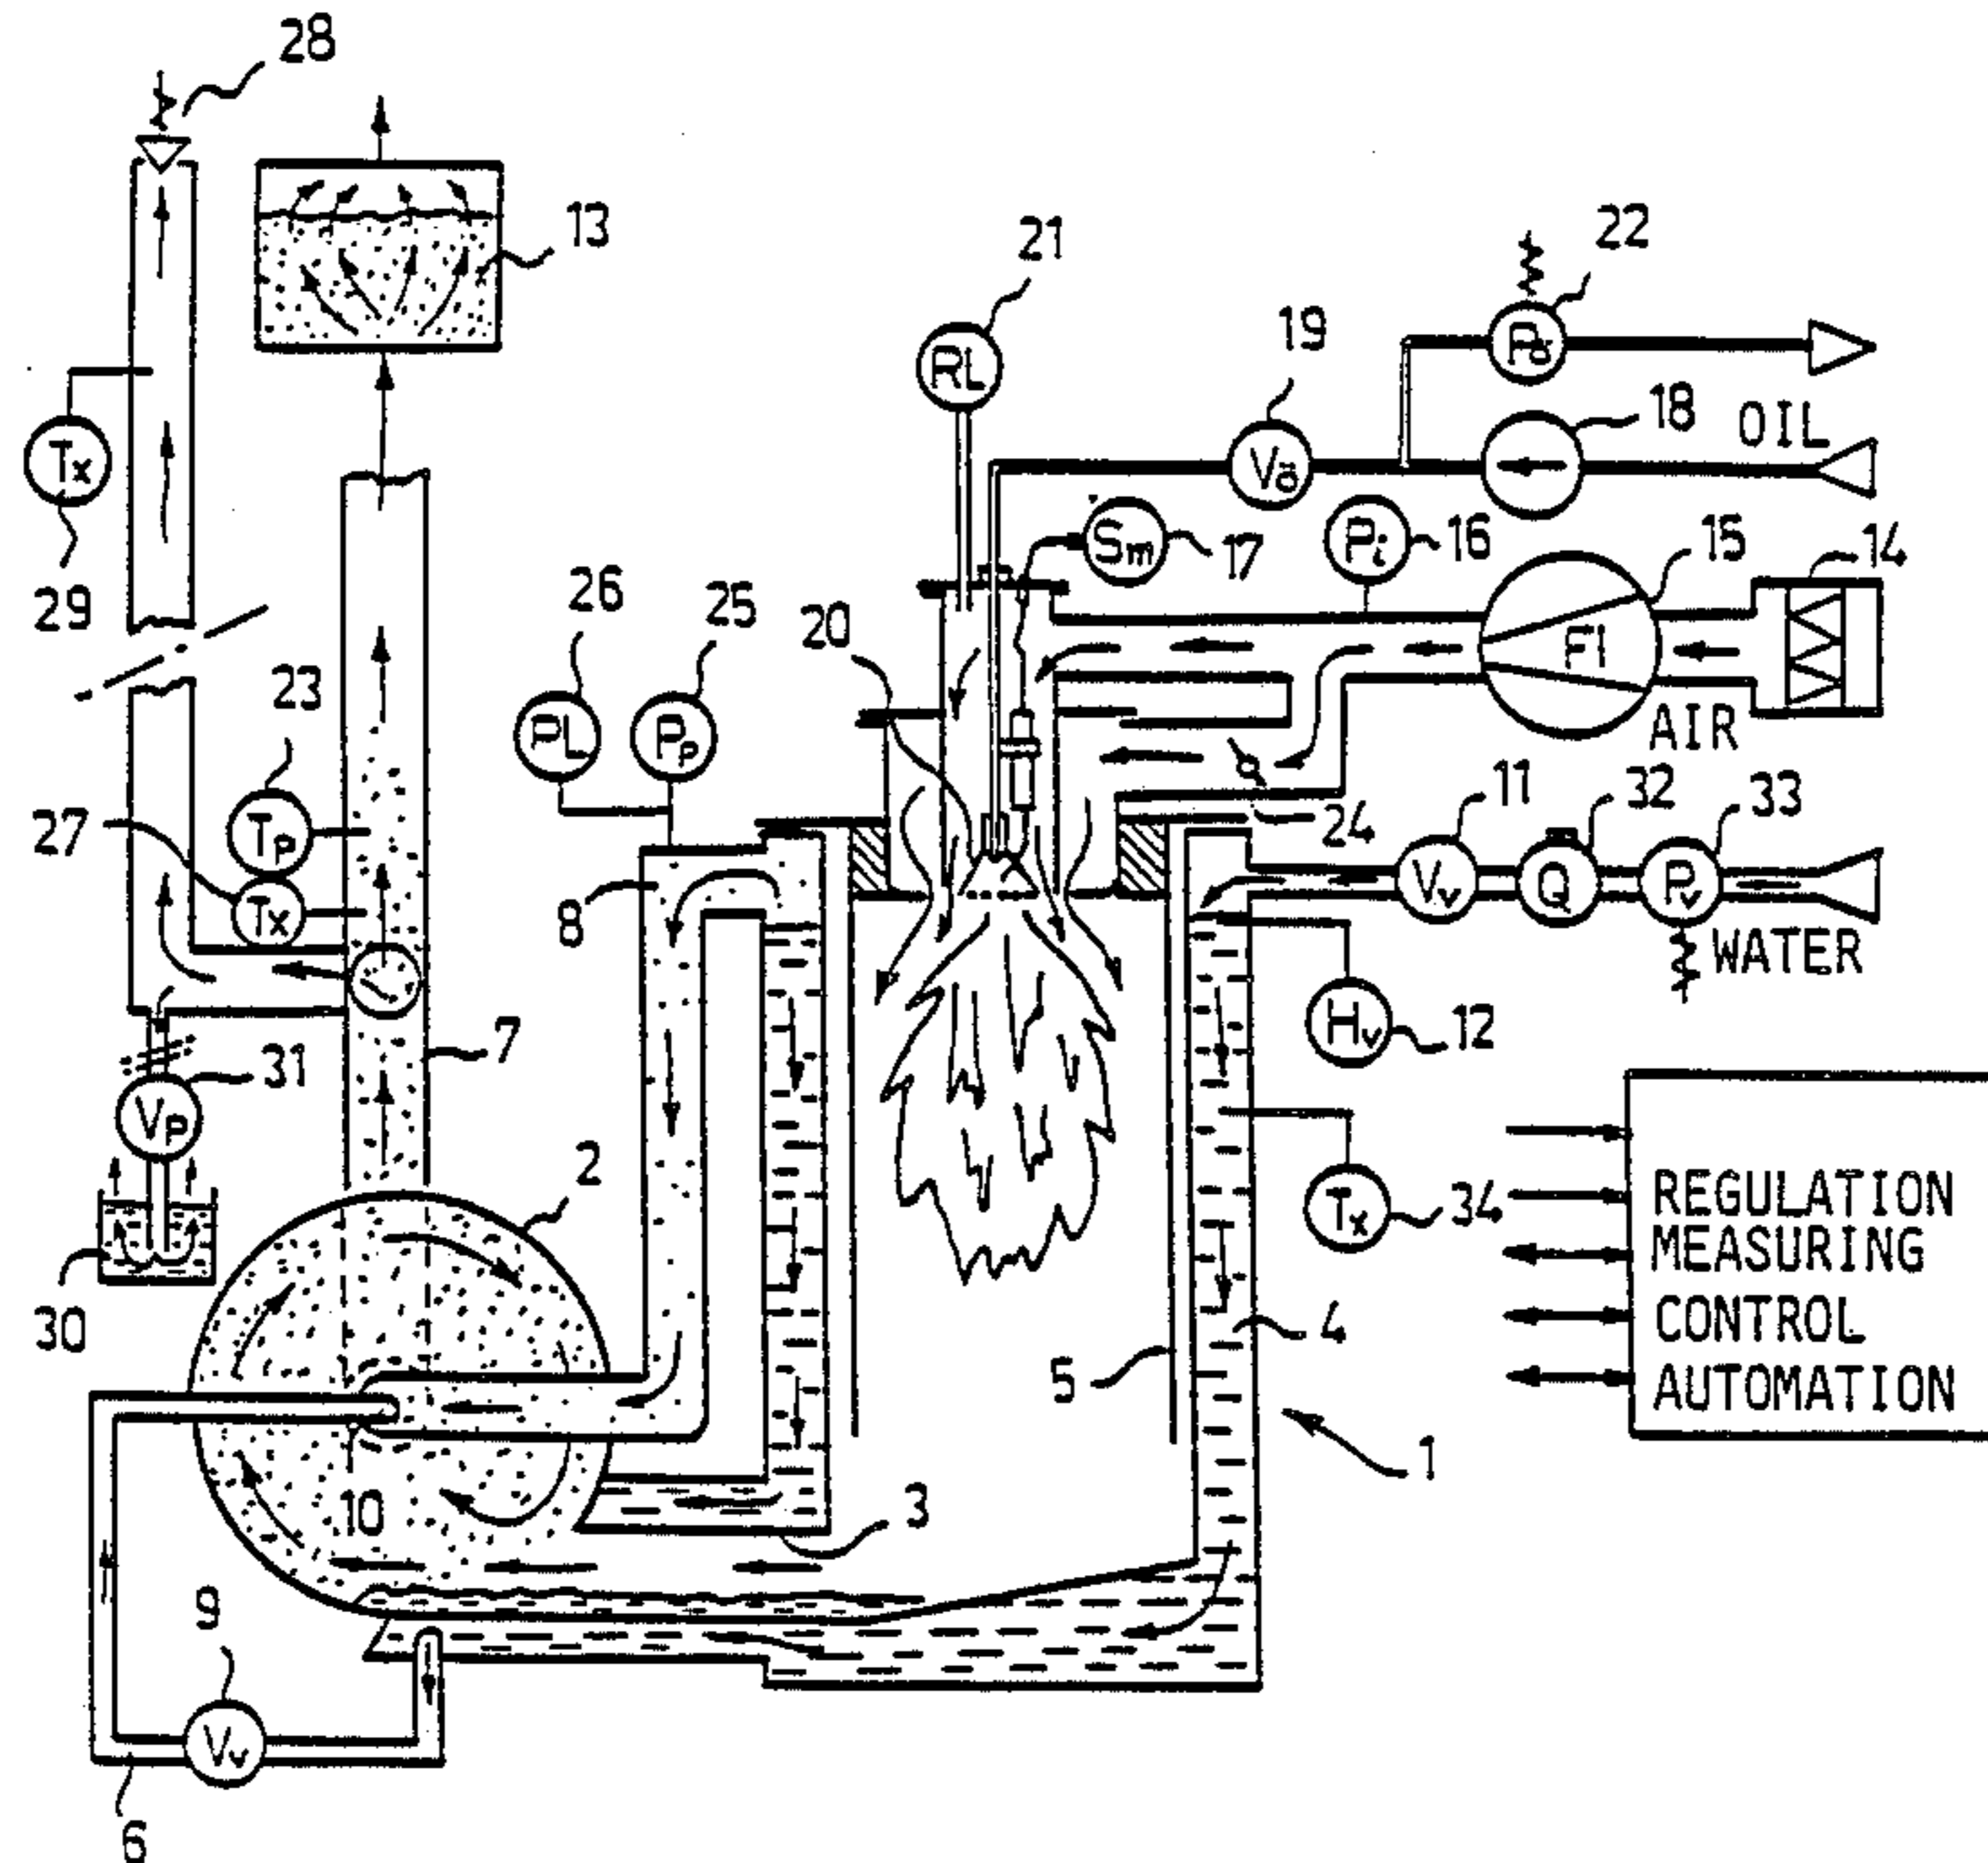 28
13
21
22
Pö
19
18
RL
OIL
Tx
Vö
Sm
17
Pi
16
15
14
29
26
25
20
FI
23
PL
Pp
AIR
11
32
33
27
Tp
24
Tx
8
Vv
Q
Pv
WATER
7
Hv
12
31
Vp
2
REGULATION
Tx
34
MEASURING
30
4
CONTROL
5
AUTOMATION
1
10
3
9
Vv
6